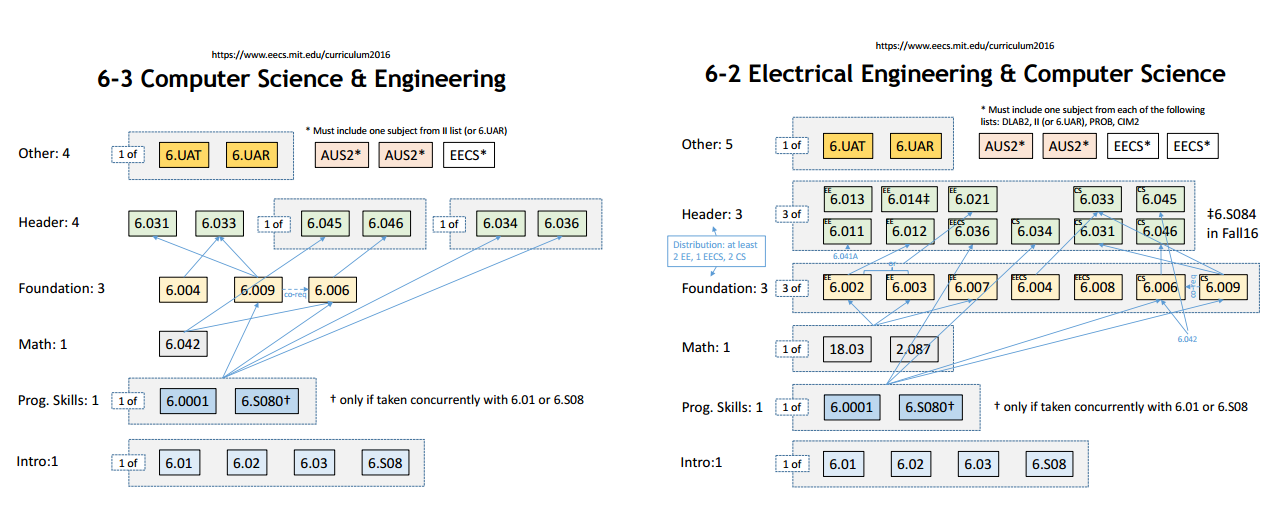 https://www.eecs.mit.edu/curriculum2016
6-3 Computer Science & Engineering
* Must include one subject from II list (or 6.UAR)
Other: 4
1 of
6.UAT
6.UAR
AUS2*
AUS2*
EECS*
Header: 4
6.031
6.033
1 of
6.045
6.046
1 of
6.034
6.036
Foundation: 3
6.004
6.009
co-req
6.006
Math: 1
6.042
Prog. Skills: 1
1 of
6.0001
6.S080†
† only if taken concurrently with 6.01 or 6.S08
Intro:1
1 of
6.01
6.02
6.03
6.S08
https://www.eecs.mit.edu/curriculum2016
6-2 Electrical Engineering & Computer Science
* Must include one subject from each of the following
lists: DLAB2, II (or 6.UAR), PROB, CIM2
Other: 5
1 of
6.UAT
6.UAR
AUS2*
AUS2*
EECS*
EECS*
Header: 3
3 of
EE
6.013
EE
6.014‡
EE
6.021
CS
6.033
CS
6.045
6.011
EE
6.012
EECS
6.036
CS
6.034
CS
6.031
CS
6.046
‡6.S084
in Fall16
Distribution: at least
2 EE, 1 EECS, 2 CS
6.041A
or
Foundation: 3
3 of
EE
6.002
EE
6.003
EE
6.007
EECS
6.004
EECS
6.008
CS
6.006
co-req
CS
6.009
6.042
Math: 1
1 of
18.03
2.087
Prog. Skills: 1
1 of
6.0001
6.S080†
† only if taken concurrently with 6.01 or 6.S08
Intro:1
1 of
6.01
6.02
6.03
6.S08